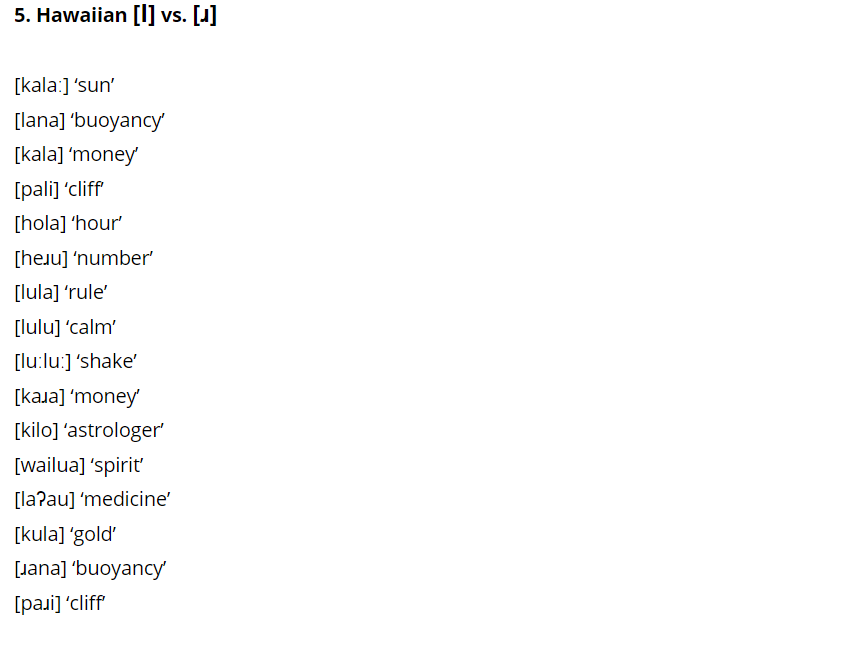 5. Hawaiian [l] vs. [ɹ]
[kalaː] ‘sun’
[lana] ‘buoyancy’
[kala] ‘money’
[pali] ‘cliff’
[hola] ‘hour’
[heɹu] ‘number’
[lula] ‘rule’
[lulu] ‘calm’
[luːluː] ‘shake’
[kaɹa] ‘money’
[kilo] ‘astrologer’
[wailua] ‘spirit’
[laʔau] ‘medicine’
[kula] ‘gold’
[ɹana] ‘buoyancy’
[paɹi] ‘cliff’